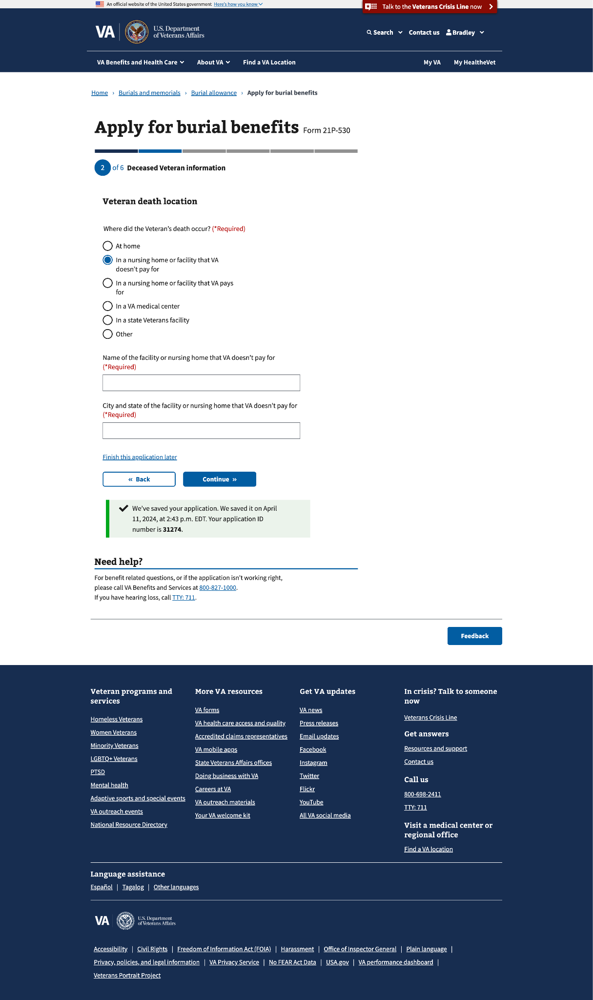 An official website of the United States government Here's how you know
Talk to the Veterans Crisis Line now
VA
U.S. Department
of Veterans Affairs
Search Contact us Bradley
VA Benefits and Health Care About VA Find a VA Location My VA My HealtheVet
Home › Burials and memorials › Burial allowance › Apply for burial benefits
Apply for burial benefits Form 21P-530
2 of 6 Deceased Veteran information
Veteran death location
Where did the Veteran's death occur? (*Required)
At home
In a nursing home or facility that VA
doesn't pay for
In a nursing home or facility that VA pays
for
In a VA medical center
In a state Veterans facility
Other
Name of the facility or nursing home that VA doesn't pay for
(*Required)
City and state of the facility or nursing home that VA doesn't pay for
(*Required)
Finish this application later
« Back
Continue »
We've saved your application. We saved it on April
11, 2024, at 2:43 p.m. EDT. Your application ID
number is 31274.
Need help?
For benefit related questions, or if the application isn't working right,
please call VA Benefits and Services at 800-827-1000.
If you have hearing loss, call TTY: 711.
Feedback
Veteran programs and
services
Homeless Veterans
Women Veterans
Minority Veterans
LGBTQ+ Veterans
PTSD
Mental health
Adaptive sports and special events
VA outreach events
National Resource Directory
More VA resources
VA forms
VA health care access and quality
Accredited claims representatives
VA mobile apps
State Veterans Affairs offices
Doing business with VA
Careers at VA
VA outreach materials
Your VA welcome kit
Get VA updates
VA news
Press releases
Email updates
Facebook
Instagram
Twitter
Flickr
YouTube
All VA social media
In crisis? Talk to someone
now
Veterans Crisis Line
Get answers
Resources and support
Contact us
Call us
800-698-2411
TTY: 711
Visit a medical center or
regional office
Find a VA location
Language assistance
Español | Tagalog | Other languages
VA
U.S. Department
of Veterans Affairs
Accessibility | Civil Rights | Freedom of Information Act (FOIA) | Harassment | Office of Inspector General | Plain language |
Privacy, policies, and legal information | VA Privacy Service | No FEAR Act Data | USA.gov | VA performance dashboard |
Veterans Portrait Project